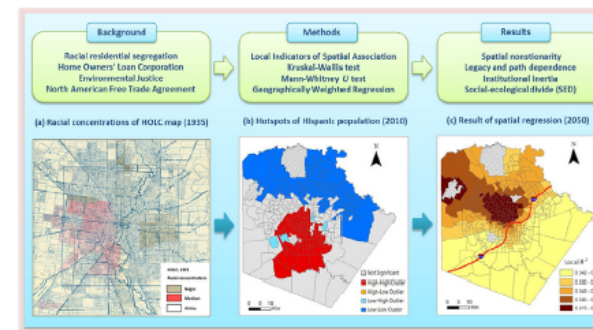 Background
Racial residential segregation
Home Owners' Loan Corporation
Environmental Justice
North American Free Trade Agreement
Methods
Local Indicators of Spatial Association
Kruskal-Wallis test
Mann-Whitney U test
Geographically Weighted Regression
Results
Spatial nonstionarity
Legacy and path dependence
Institutional Inertia
Social-ecological divide (SED)
(a) Racial concentrations of HOLC map (1935)
(b) Hotspots of Hispanic population (2010)
(c) Result of spatial regression (2050)
Racial concentration
Negro
Mexican
N
Not Significant
High-High Cluster
High-Low Outlier
Low-High Outlier
Low-Low Cluster
N
Local R²